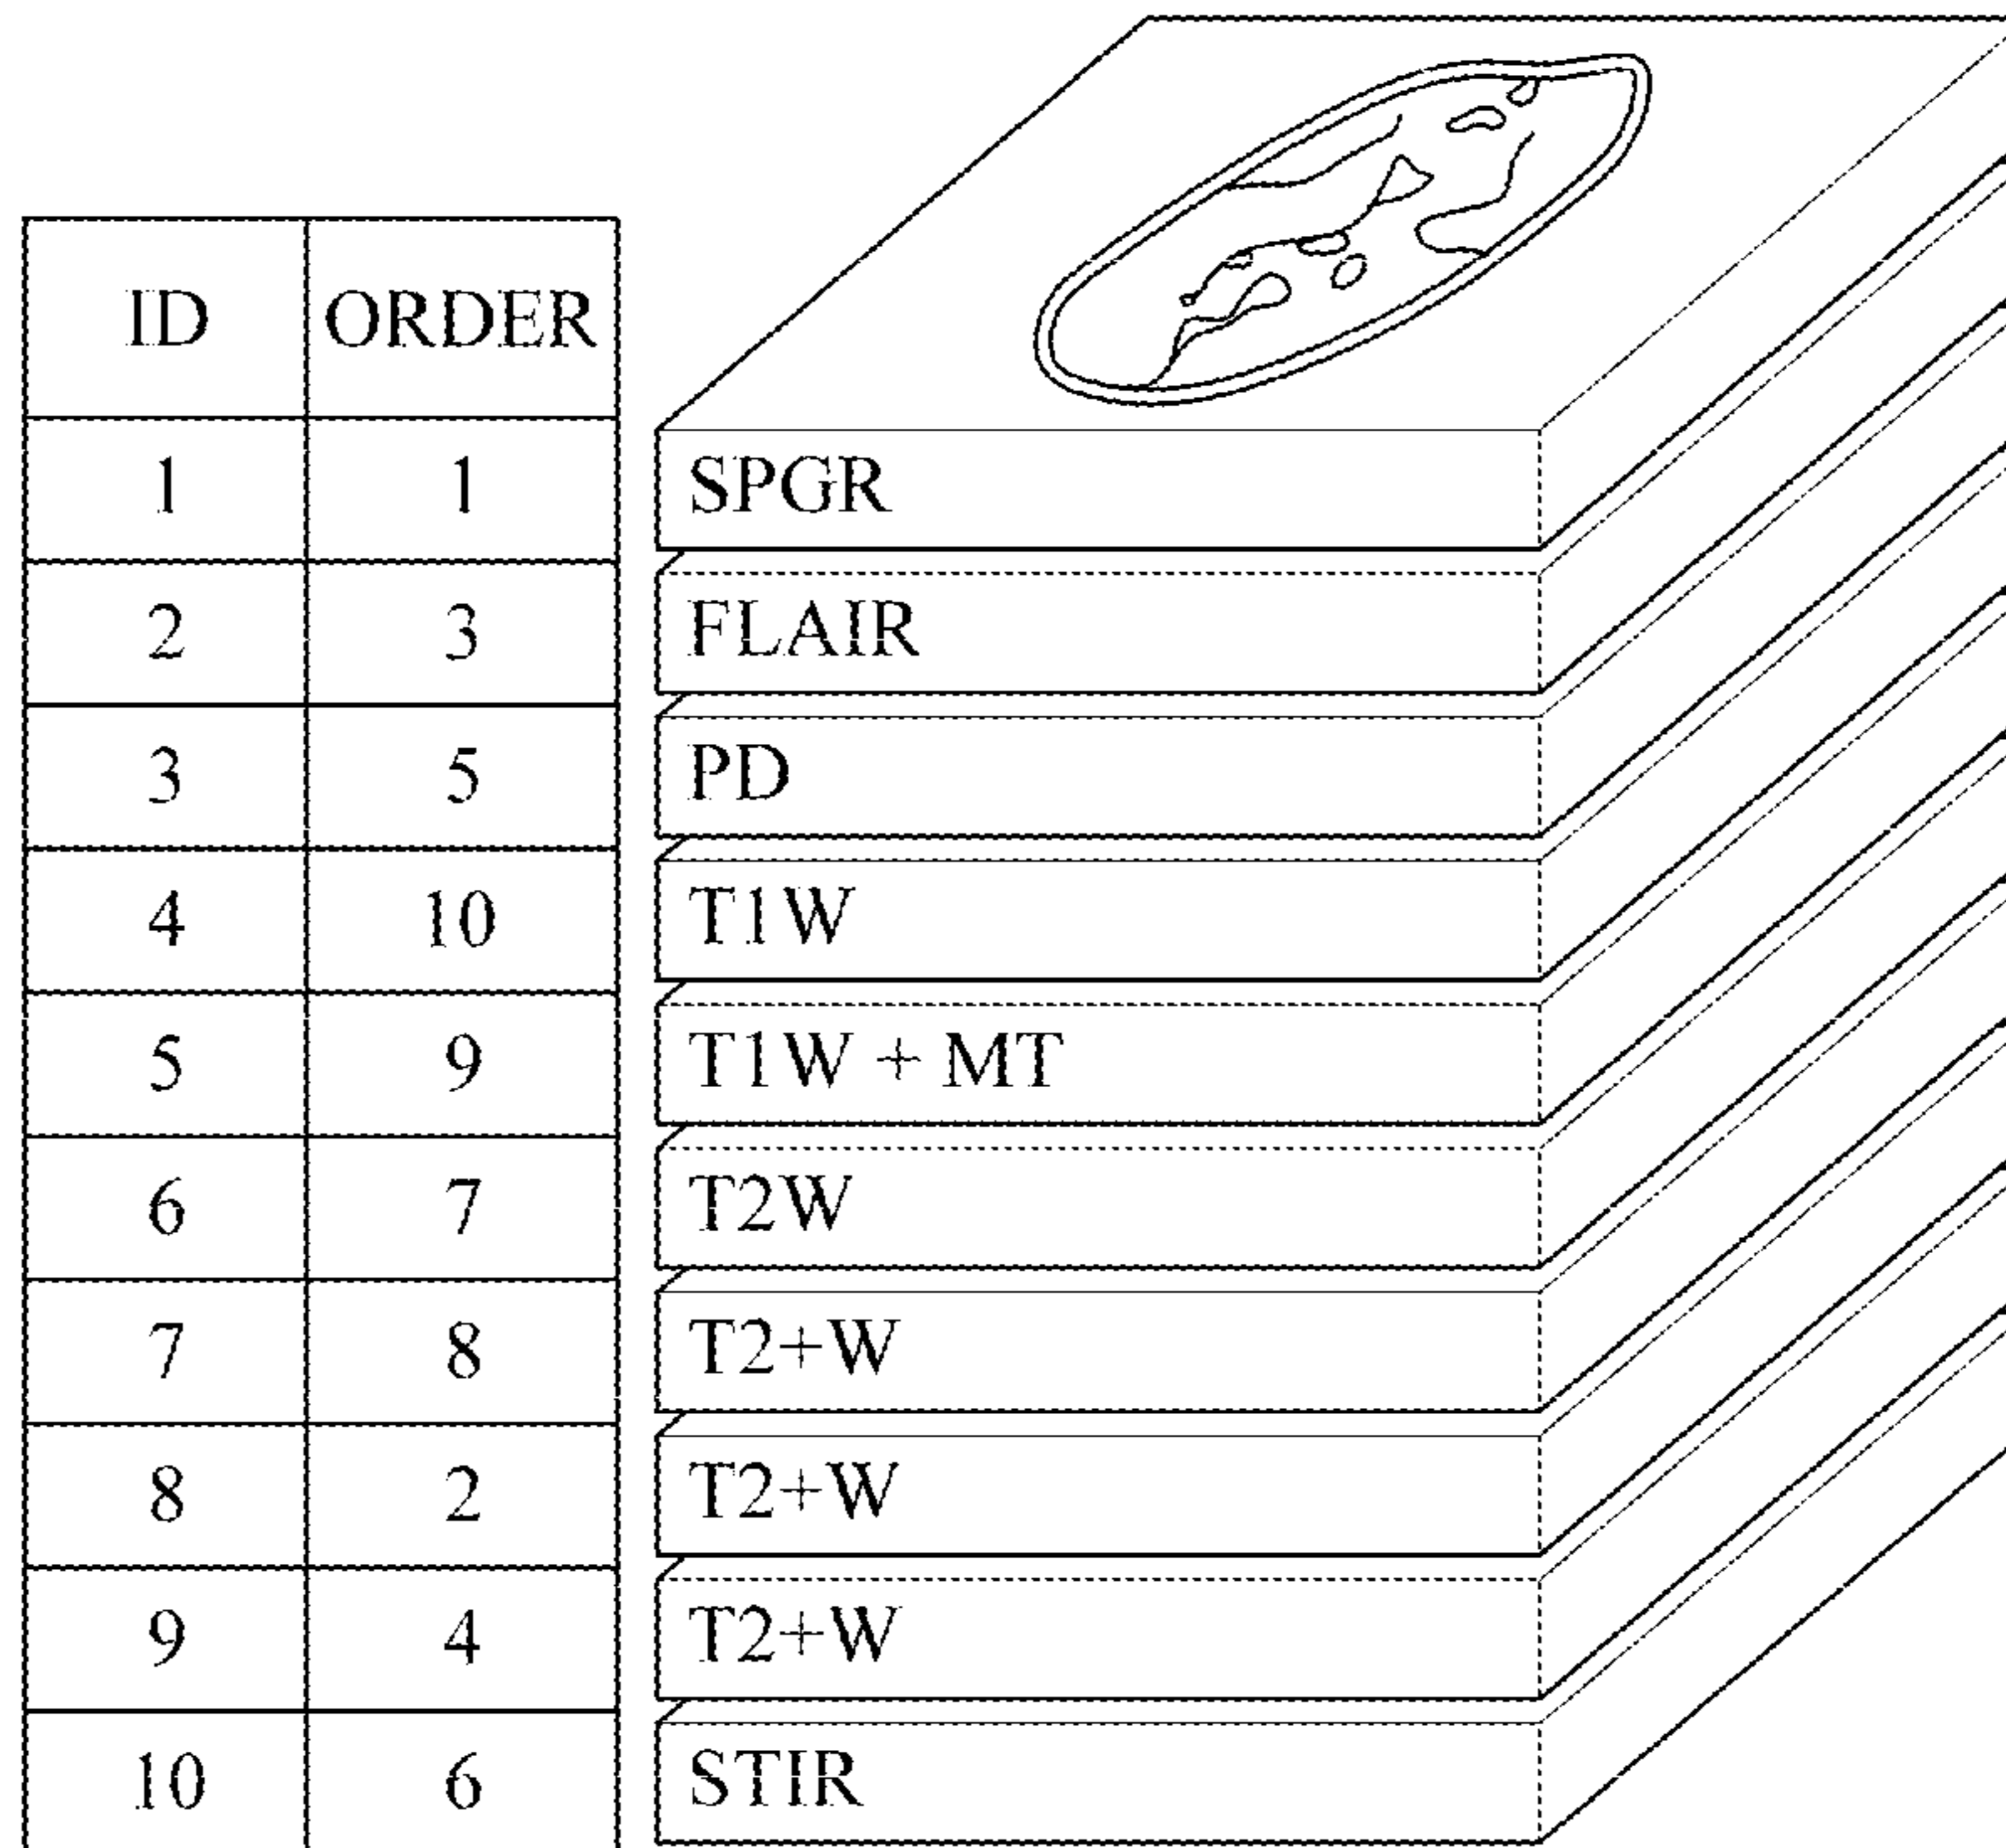 ID ORDER
1 1 SPGR
2 3 FLAIR
3 5 PD
4 10 T1W
5 9 T1W + MT
6 7 T2W
7 8 T2+W
8 2 T2+W
9 4 T2+W
10 6 STIR